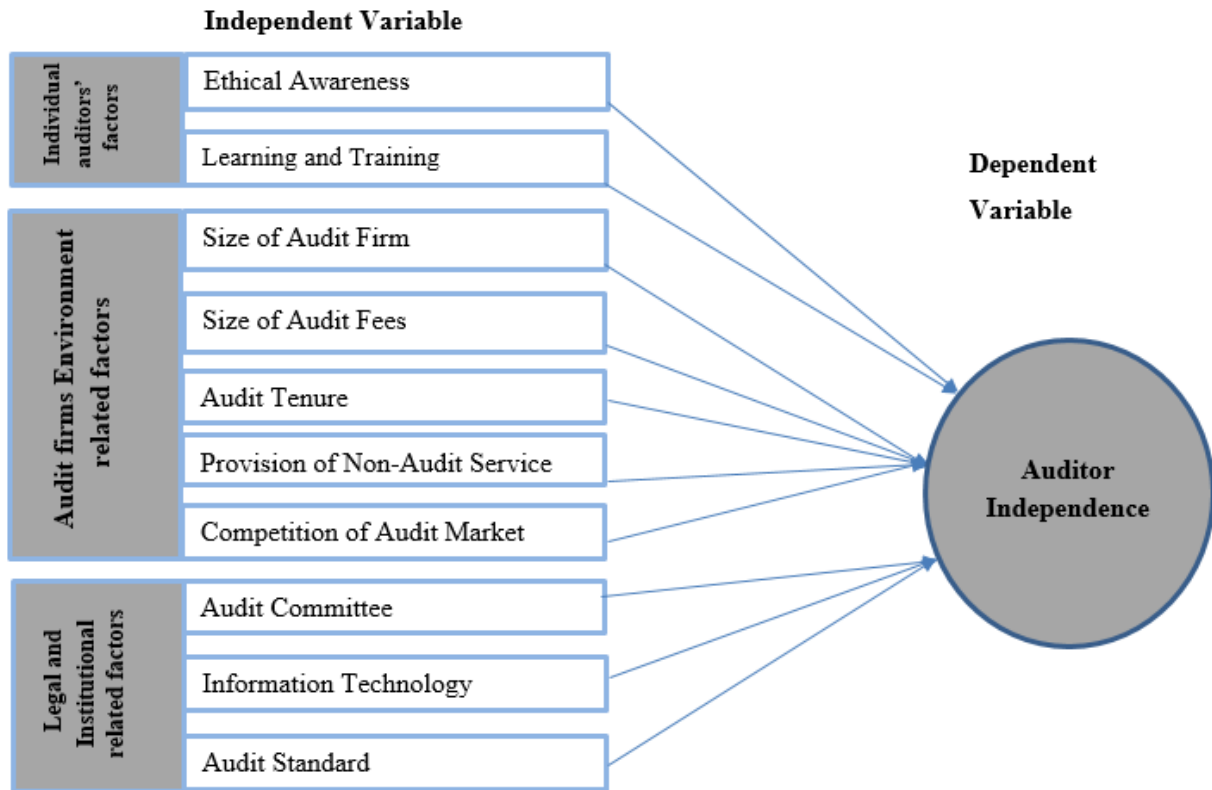 Independent Variable
Individual
auditors’
factors
Ethical Awareness
Learning and Training
Dependent
Variable
Audit firms Environment
related factors
Size of Audit Firm
Size of Audit Fees
Audit Tenure
Provision of Non-Audit Service
Competition of Audit Market
Auditor
Independence
Legal and
Institutional
related factors
Audit Committee
Information Technology
Audit Standard